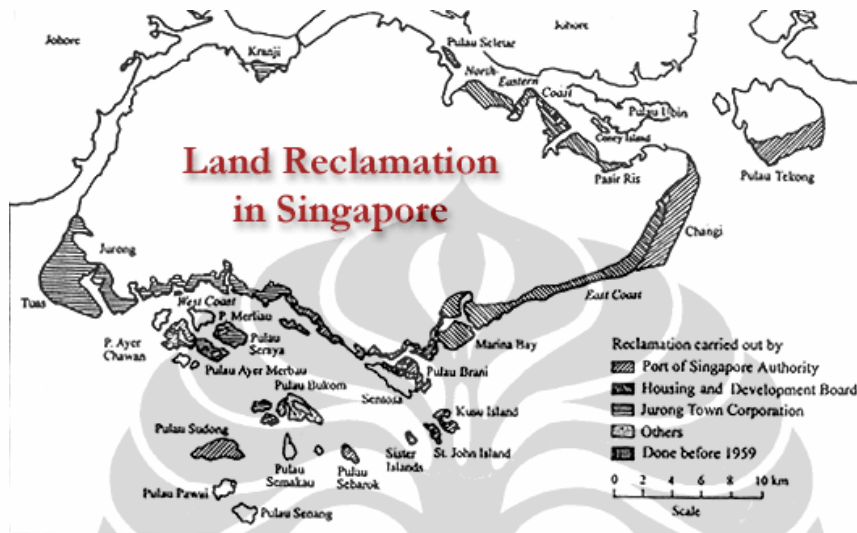 Johore
Johore
Kranji
Pulau Seletar
North-
Eastern
Coast
Pulau Ubin
Coney Island
Pasir Ris
Pulau Tekong
Land Reclamation
in Singapore
Changi
Jurong
Tuas
West Coast
East Coast
P. Merliau
Pulau
Seraya
P. Ayer
Chawan
Marina Bay
Pulau Ayer Merbau
Pulau Brani
Pulau Bukom
Sentosa
Kusu Island
Pulau Sudong
Pulau
Semakau
Pulau
Sebarok
Sister
Islands
St. John Island
Pulau Pawai
Pulau Senang
Reclamation carried out by
Port of Singapore Authority
Housing and Development Board
Jurong Town Corporation
Others
Done before 1959
0 2 4 6 8 10 km
Scale